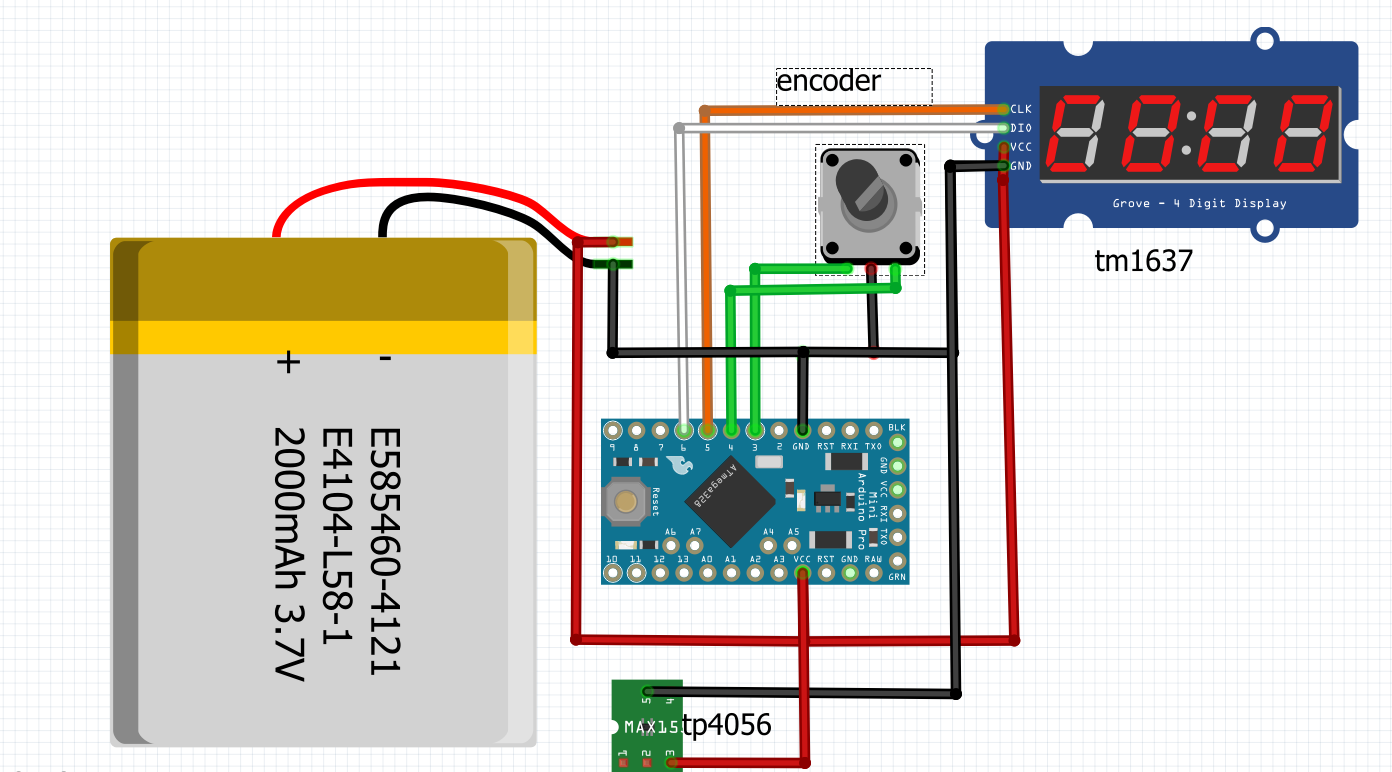 encoder
CLK
DIO
VCC
GND
Grove - 4 Digit Display
tm1637
+ -
E585460-4121
E4104-L58-1
2000mAh 3.7V
9 8 7 6 5 4 3 2 GND RST RXI TXO
BLK
GND
VCC
RXI
TXO
GRN
Reset
ATmega328
Arduino Pro
Mini
A6 A7 A4 A5
10 11 12 13 A0 A1 A2 A3 VCC RST GND RAW
5 4
MAX15
tp4056
1 2 3